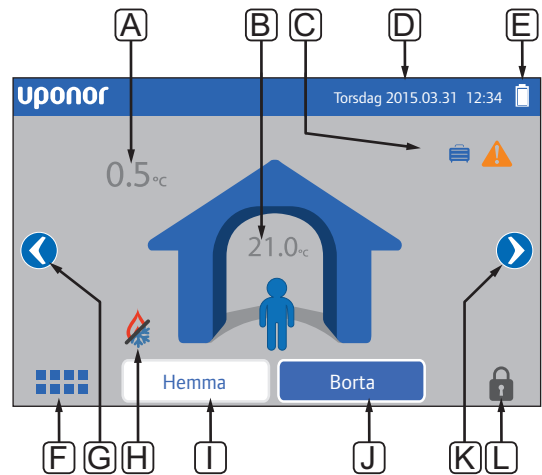 A B C D E
uponor Torsdag 2015.03.31 12:34
0.5°C
21.0°C
Hemma Borta
F G H I J K L